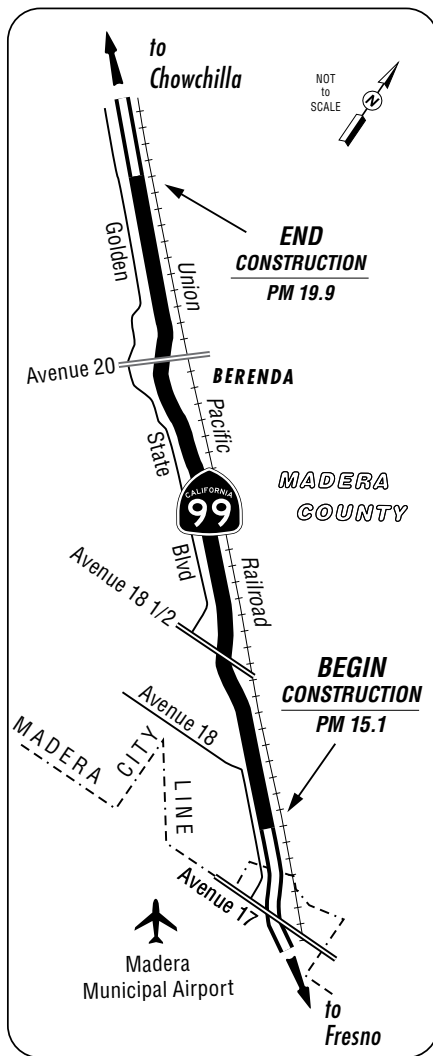 to
Chowchilla
NOT
to
SCALE
N
END
CONSTRUCTION
PM 19.9
Golden
Union
Avenue 20
BERENDA
Pacific
State
CALIFORNIA
99
MADERA
COUNTY
Blvd
Railroad
Avenue 18 1/2
BEGIN
CONSTRUCTION
PM 15.1
Avenue 18
MADERA
CITY
LINE
Avenue 17
Madera
Municipal Airport
to
Fresno